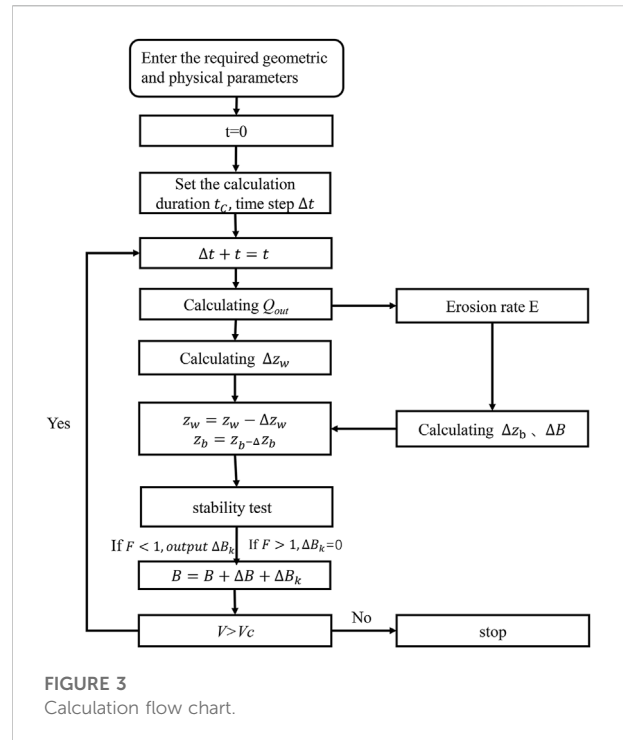 Enter the required geometric
and physical parameters
t=0
Set the calculation
duration t_C, time step Δt
Δt + t = t
Calculating Q_out
Erosion rate E
Calculating Δz_w
Yes
z_w = z_w − Δz_w
z_b = z_b−Δz_b
Calculating Δz_b 、ΔB
stability test
If F < 1, output ΔB_k
If F > 1, ΔB_k=0
B = B + ΔB + ΔB_k
V>Vc
No
stop
FIGURE 3
Calculation flow chart.